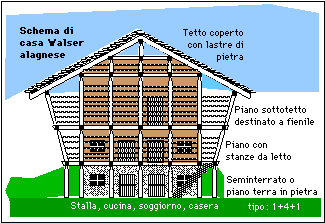 Schema di
casa Walser
alagnese
Tetto coperto
con lastre di
pietra
Piano sottotetto
destinato a fienile
Piano con
stanze da letto
Seminterrato o
piano terra in pietra
Stalla, cucina, soggiorno, casera
tipo: 1+4+1